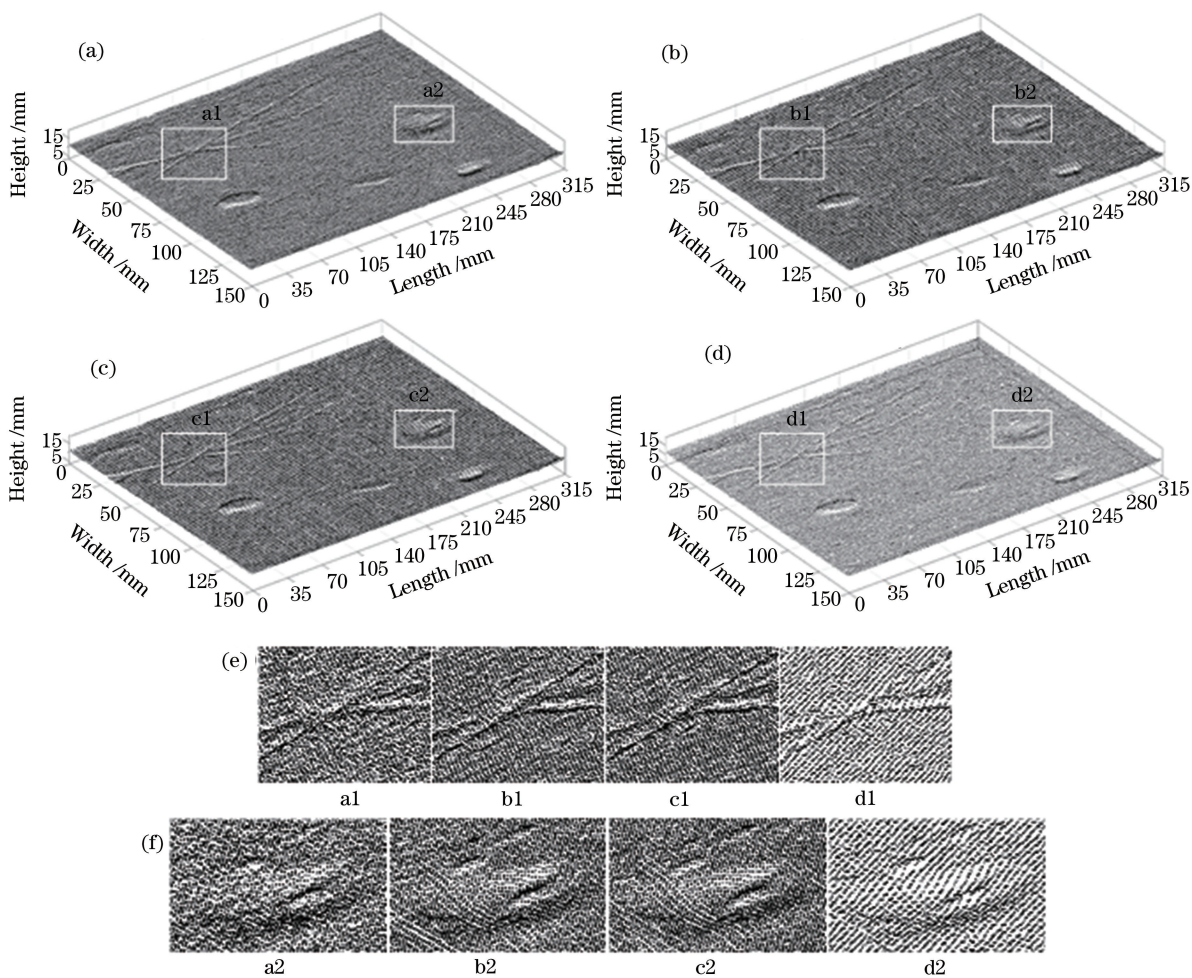 (a)
a1
a2
Height /mm
15
5
0
25
50
75
100
125
150
Width /mm
0
35
70
105
140
175
210
245
280
315
Length /mm
(b)
b1
b2
Height /mm
15
5
0
25
50
75
100
125
150
Width /mm
0
35
70
105
140
175
210
245
280
315
Length /mm
(c)
c1
c2
Height /mm
15
5
0
25
50
75
100
125
150
Width /mm
0
35
70
105
140
175
210
245
280
315
Length /mm
(d)
d1
d2
Height /mm
15
5
0
25
50
75
100
125
150
Width /mm
0
35
70
105
140
175
210
245
280
315
Length /mm
(e)
a1 b1 c1 d1
(f)
a2 b2 c2 d2